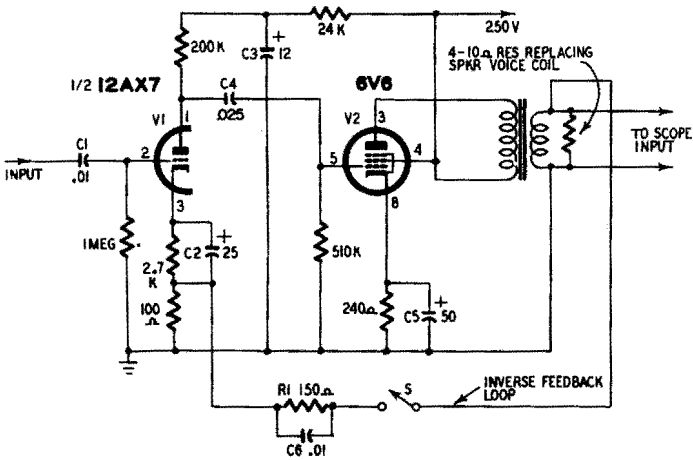 24K
250V
200K
C3
+
12
4-10Ω RES REPLACING
SPKR VOICE COIL
1/2 12AX7
C4
.025
6V6
V1
1
V2
3
TO SCOPE
INPUT
C1
.01
2
5
4
INPUT
3
8
1MEG
2.7
K
C2
+
25
510K
100
Ω
240Ω
C5
+
50
R1 150Ω
S
INVERSE FEEDBACK
LOOP
C6 .01